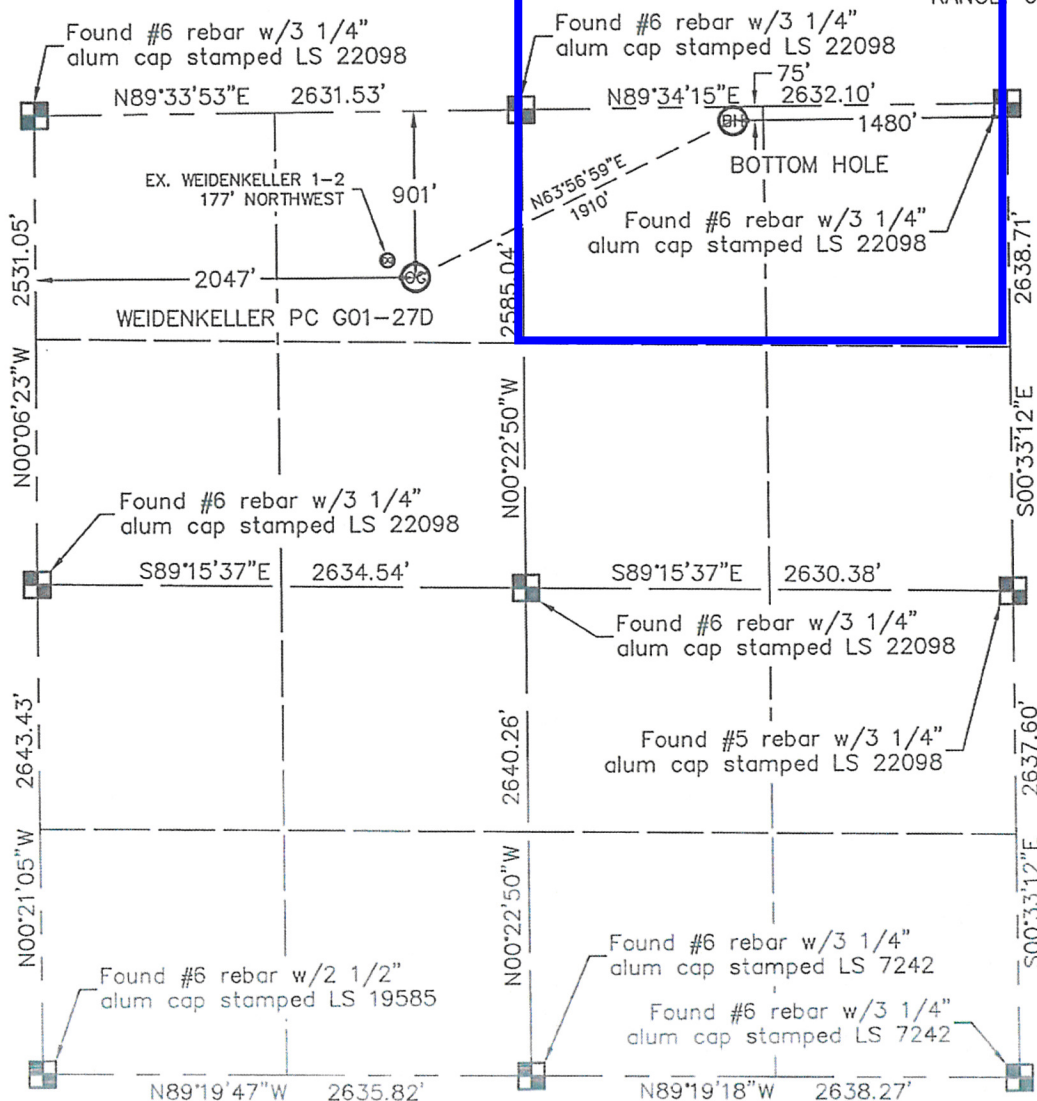 Found #6 rebar w/3 1/4"
alum cap stamped LS 22098
Found #6 rebar w/3 1/4"
alum cap stamped LS 22098
N89°33'53"E 2631.53'
N89°34'15"E 2632.10'
75'
1480'
BH
BOTTOM HOLE
EX. WEIDENKELLER 1-2
177' NORTHWEST
901'
N63°56'59"E
1910'
Found #6 rebar w/3 1/4"
alum cap stamped LS 22098
2047'
WEIDENKELLER PC G01-27D
2531.05'
N00°06'23"W
2585.04'
N00°22'50"W
2638.71'
S00°33'12"E
Found #6 rebar w/3 1/4"
alum cap stamped LS 22098
S89°15'37"E 2634.54'
S89°15'37"E 2630.38'
Found #6 rebar w/3 1/4"
alum cap stamped LS 22098
Found #5 rebar w/3 1/4"
alum cap stamped LS 22098
2643.43'
N00°21'05"W
2640.26'
N00°22'50"W
2637.60'
S00°33'12"E
Found #6 rebar w/2 1/2"
alum cap stamped LS 19585
Found #6 rebar w/3 1/4"
alum cap stamped LS 7242
Found #6 rebar w/3 1/4"
alum cap stamped LS 7242
N89°19'47"W 2635.82'
N89°19'18"W 2638.27'